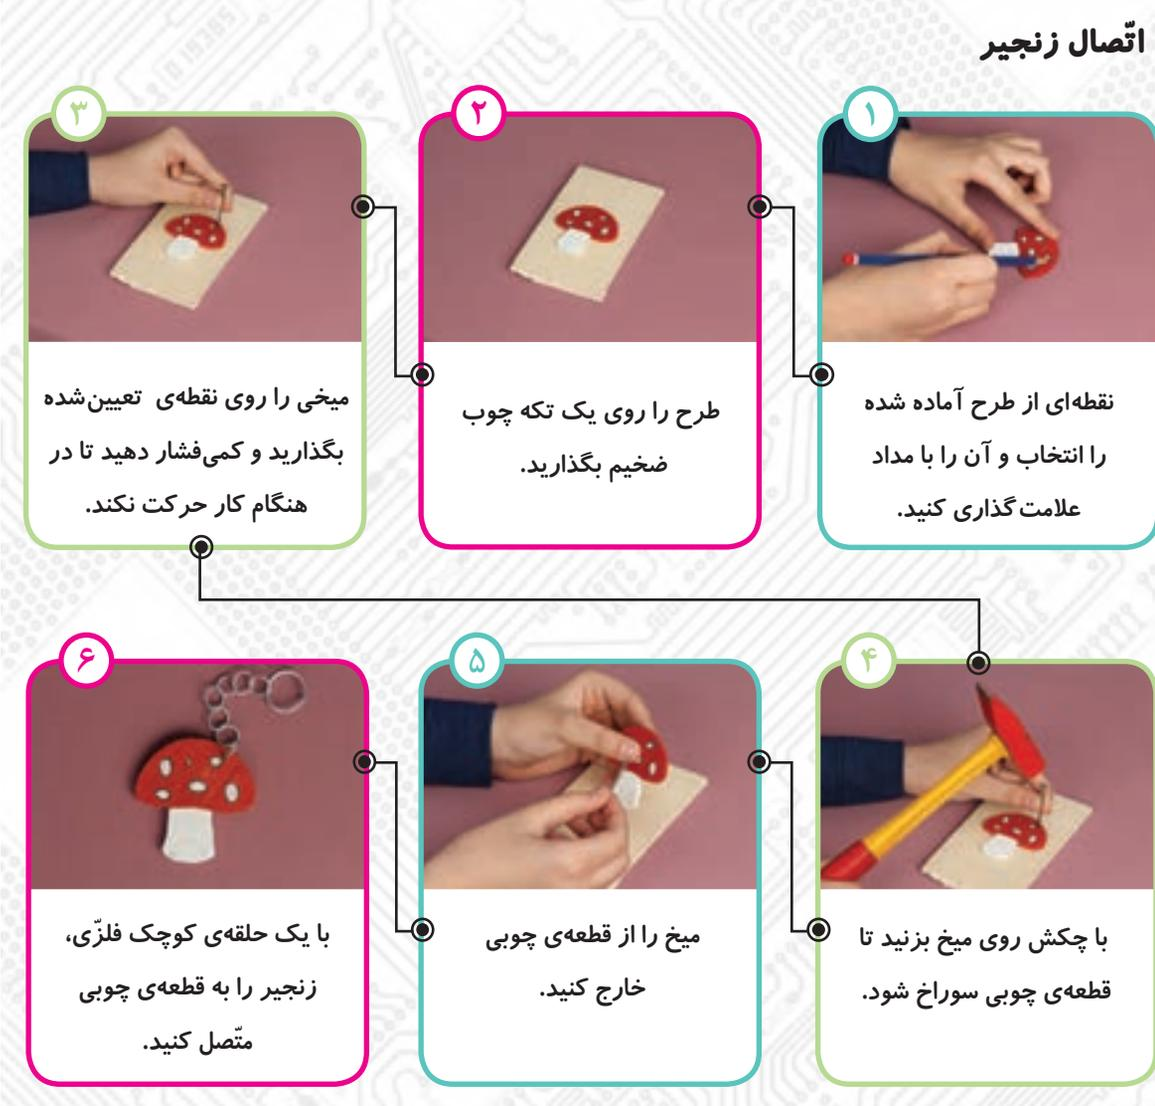 اتّصال زنجیر
۱
نقطه‌ای از طرح آماده شده
را انتخاب و آن را با مداد
علامت گذاری کنید.
۲
طرح را روی یک تکه چوب
ضخیم بگذارید.
۳
میخی را روی نقطه‌ی تعیین‌شده
بگذارید و کمی‌فشار دهید تا در
هنگام کار حرکت نکند.
۴
با چکش روی میخ بزنید تا
قطعه‌ی چوبی سوراخ شود.
۵
میخ را از قطعه‌ی چوبی
خارج کنید.
۶
با یک حلقه‌ی کوچک فلزّی،
زنجیر را به قطعه‌ی چوبی
متّصل کنید.